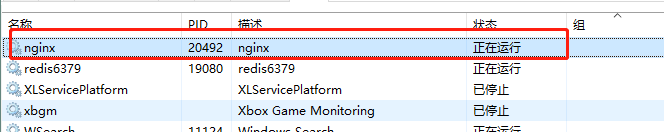 名称 PID 描述 状态 组
nginx 20492 nginx 正在运行
redis6379 19080 redis6379 正在运行
XLServicePlatform XLServicePlatform 已停止
xbgm Xbox Game Monitoring 已停止
WSearch 11124 Windows Search 正在运行